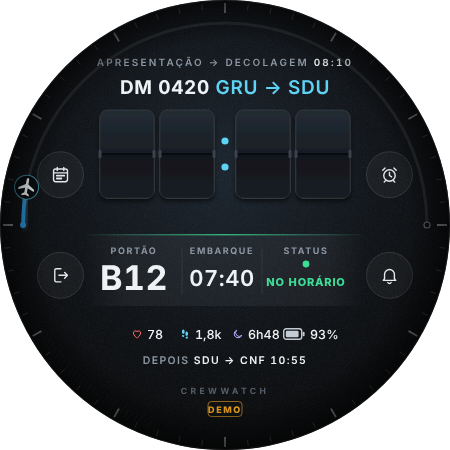 APRESENTAÇÃO → DECOLAGEM 08:10
DM 0420 GRU → SDU
PORTÃO EMBARQUE STATUS
B12 07:40 NO HORÁRIO
78 1,8k 6h48 93%
DEPOIS SDU → CNF 10:55
CREWWATCH
DEMO